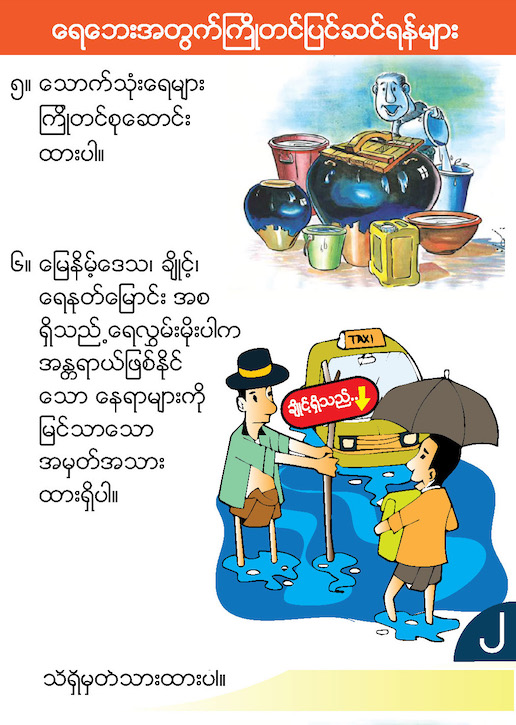 ရေဘေးအတွက်ကြိုတင်ပြင်ဆင်ရန်များ
၅။ သောက်သုံးရေများ
ကြိုတင်စုဆောင်း
ထားပါ။
၆။ မြေနိမ့်ဒေသ၊ ချိုင့်၊
ရေနုတ်မြောင်း အစ
ရှိသည့် ရေလွှမ်းမိုးပါက
အန္တရာယ်ဖြစ်နိုင်
သော နေရာများကို
မြင်သာသော
အမှတ်အသား
ထားရှိပါ။
TAXI
ချိုင့်ရှိသည်..
၂
သိရှိမှတ်သားထားပါ။